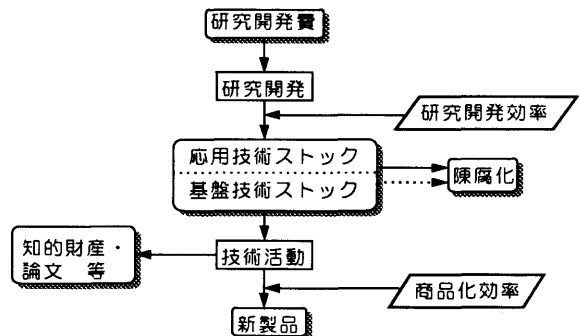 研究開発費
研究開発
研究開発効率
応用技術ストック
基盤技術ストック
陳腐化
知的財産・
論文 等
技術活動
商品化効率
新製品